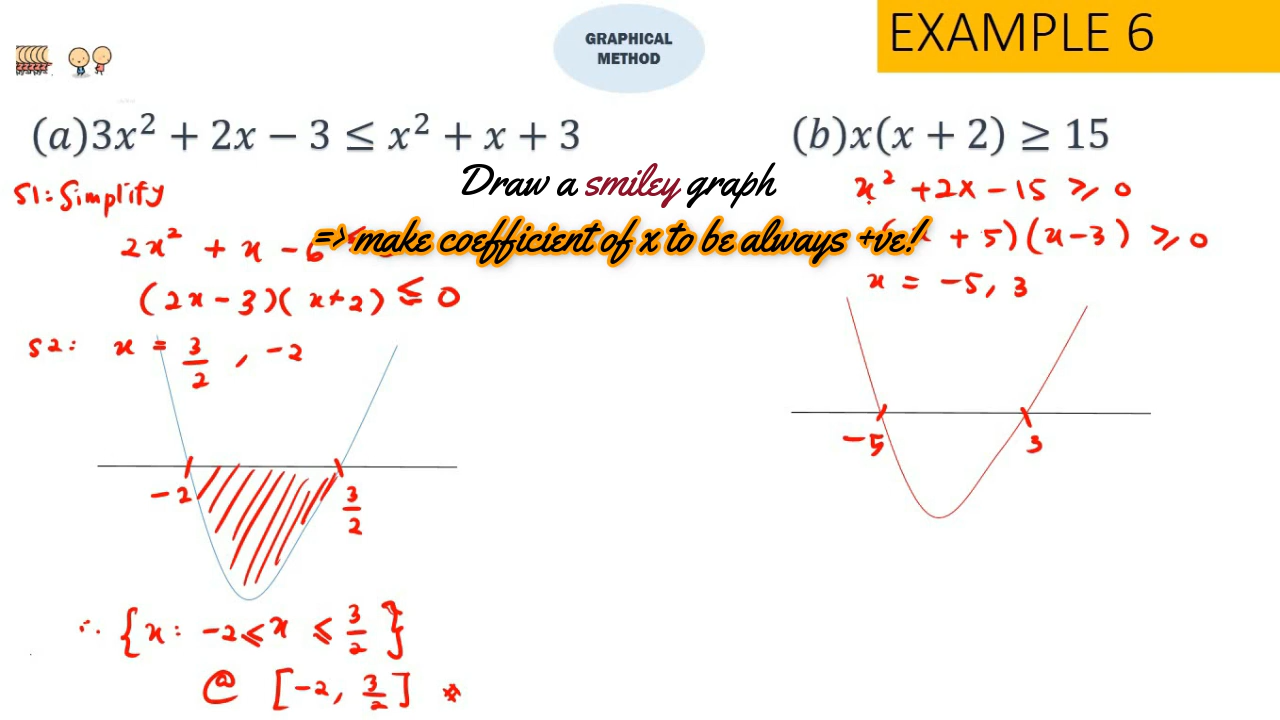 GRAPHICAL
METHOD
EXAMPLE 6
(a)3x² + 2x − 3 ≤ x² + x + 3
(b)x(x + 2) ≥ 15
Draw a smiley graph
=> make coefficient of x to be always +ve!
S1: Simplify
2x² + x - 6
(2x - 3)(x+2) ≤ 0
S2: x = 3/2, -2
-2
3/2
∴ {x: -2 ≤ x ≤ 3/2}
@ [-2, 3/2] *
x² + 2x - 15 ≥ 0
+ 5)(x - 3) ≥ 0
x = -5, 3
-5
3